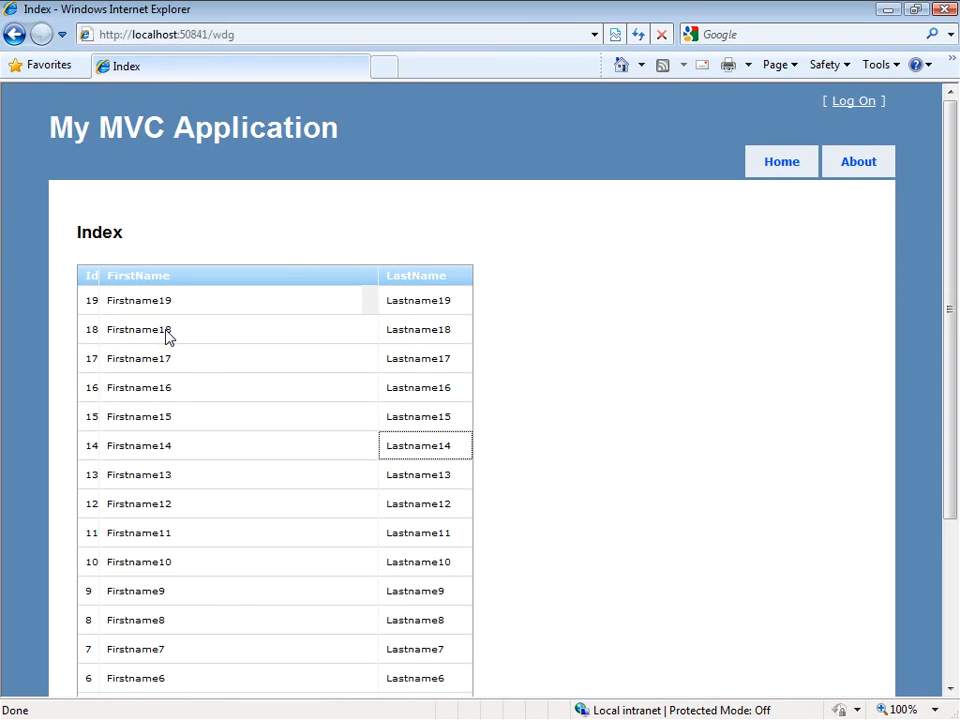 Index - Windows Internet Explorer
http://localhost:50841/wdg
Google
Favorites
Index
Page
Safety
Tools
[ Log On ]
My MVC Application
Home
About
Index
Id FirstName LastName
19 Firstname19 Lastname19
18 Firstname18 Lastname18
17 Firstname17 Lastname17
16 Firstname16 Lastname16
15 Firstname15 Lastname15
14 Firstname14 Lastname14
13 Firstname13 Lastname13
12 Firstname12 Lastname12
11 Firstname11 Lastname11
10 Firstname10 Lastname10
9 Firstname9 Lastname9
8 Firstname8 Lastname8
7 Firstname7 Lastname7
6 Firstname6 Lastname6
Done
Local intranet | Protected Mode: Off
100%